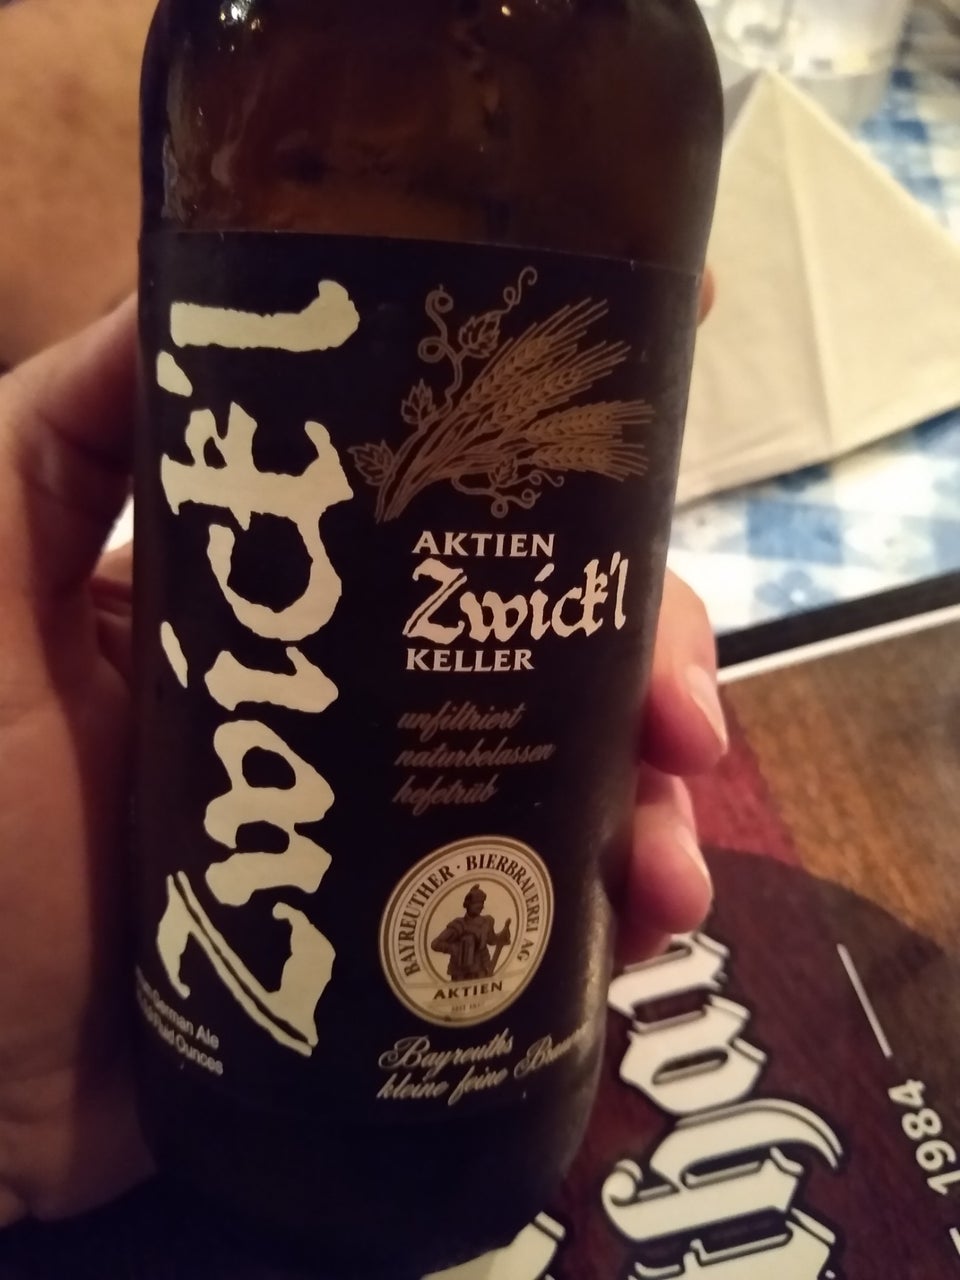 Zwick'l
AKTIEN
Zwick'l
KELLER
unfiltriert
naturbelassen
hefetrüb
BAYREUTHER · BIERBRAUEREI AG
AKTIEN
Bayreuths
kleine feine
German Ale
Fluid Ounces
1984